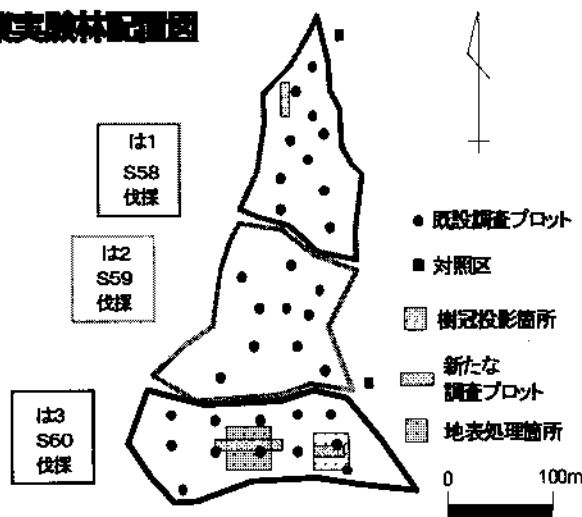 実験林配置図
は1
S58
伐採
は2
S59
伐採
は3
S60
伐採
既設調査プロット
対照区
樹冠投影箇所
新たな
調査プロット
地表処理箇所
0 100m